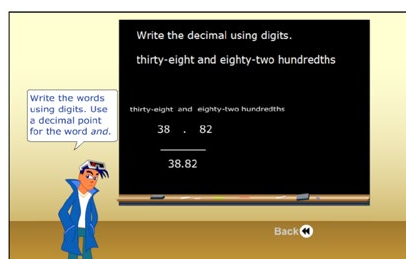 Write the decimal using digits.
thirty-eight and eighty-two hundredths
Write the words
using digits. Use
a decimal point
for the word and.
thirty-eight and eighty-two hundredths
38 . 82
38.82
Back